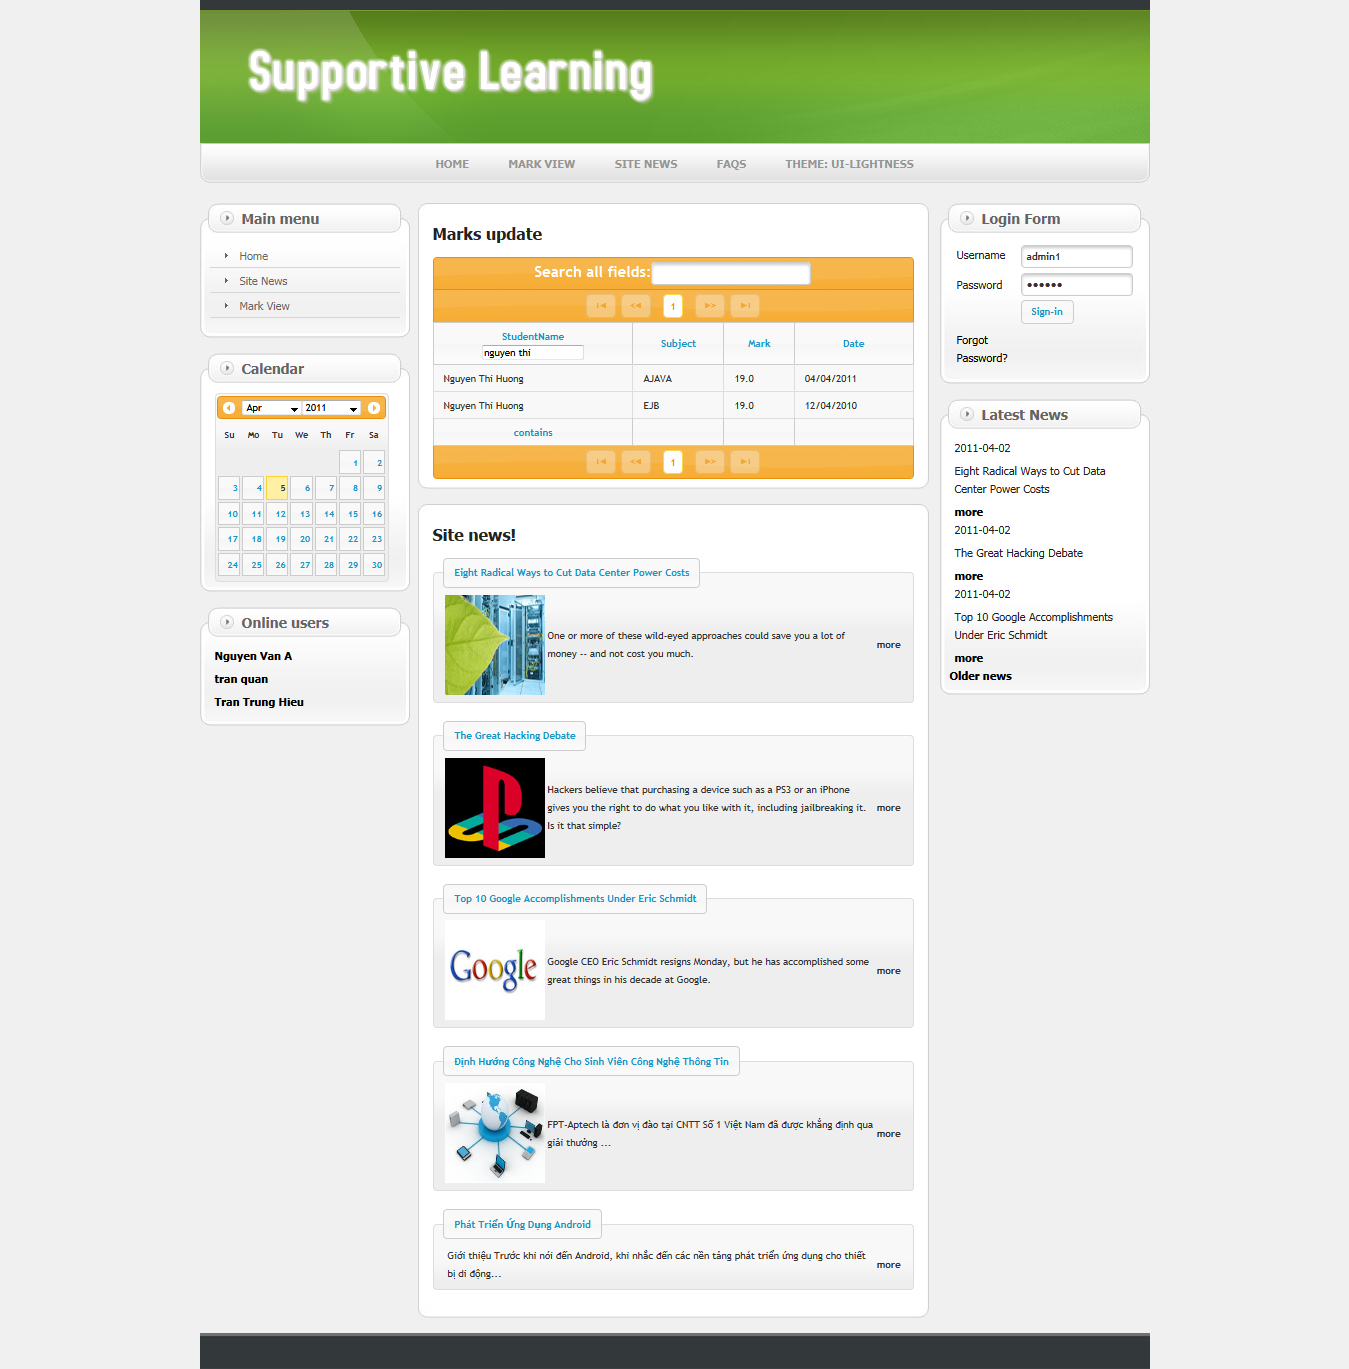 Supportive Learning
HOME MARK VIEW SITE NEWS FAQS THEME: UI-LIGHTNESS
Main menu
Home
Site News
Mark View
Calendar
Apr 2011
Su Mo Tu We Th Fr Sa
1 2
3 4 5 6 7 8 9
10 11 12 13 14 15 16
17 18 19 20 21 22 23
24 25 26 27 28 29 30
Online users
Nguyen Van A
tran quan
Tran Trung Hieu
Marks update
Search all fields:
1
StudentName Subject Mark Date
nguyen thi
Nguyen Thi Huong AJAVA 19.0 04/04/2011
Nguyen Thi Huong EJB 19.0 12/04/2010
contains
1
Site news!
Eight Radical Ways to Cut Data Center Power Costs
One or more of these wild-eyed approaches could save you a lot of
money -- and not cost you much.
more
The Great Hacking Debate
Hackers believe that purchasing a device such as a PS3 or an iPhone
gives you the right to do what you like with it, including jailbreaking it.
Is it that simple?
more
Top 10 Google Accomplishments Under Eric Schmidt
Google
Google CEO Eric Schmidt resigns Monday, but he has accomplished some
great things in his decade at Google.
more
Định Hướng Công Nghệ Cho Sinh Viên Công Nghệ Thông Tin
FPT-Aptech là đơn vị đào tại CNTT Số 1 Việt Nam đã được khẳng định qua
giải thưởng ...
more
Phát Triển Ứng Dụng Android
Giới thiệu Trước khi nói đến Android, khi nhắc đến các nền tảng phát triển ứng dụng cho thiết
bị di động...
more
Login Form
Username admin1
Password ••••••
Sign-in
Forgot
Password?
Latest News
2011-04-02
Eight Radical Ways to Cut Data
Center Power Costs
more
2011-04-02
The Great Hacking Debate
more
2011-04-02
Top 10 Google Accomplishments
Under Eric Schmidt
more
Older news